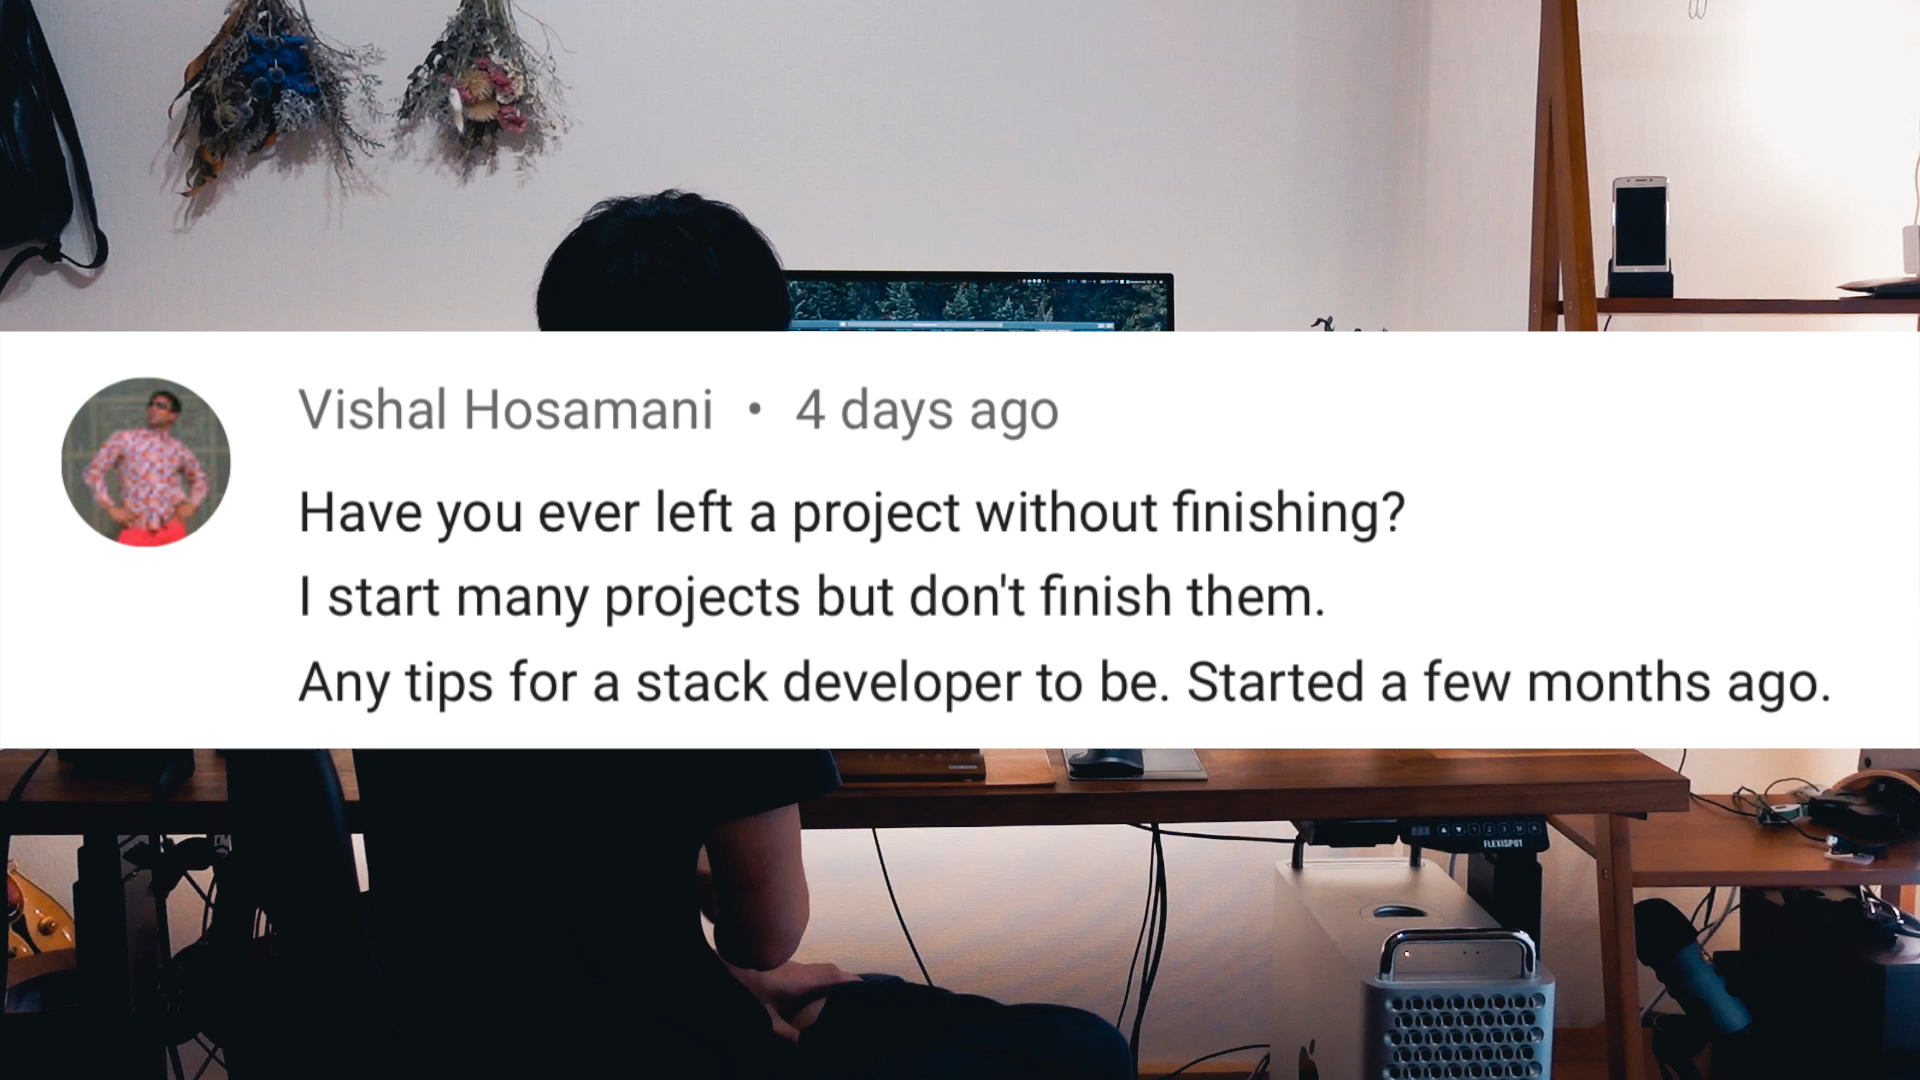 Vishal Hosamani • 4 days ago
Have you ever left a project without finishing?
I start many projects but don't finish them.
Any tips for a stack developer to be. Started a few months ago.
FLEXISPOT